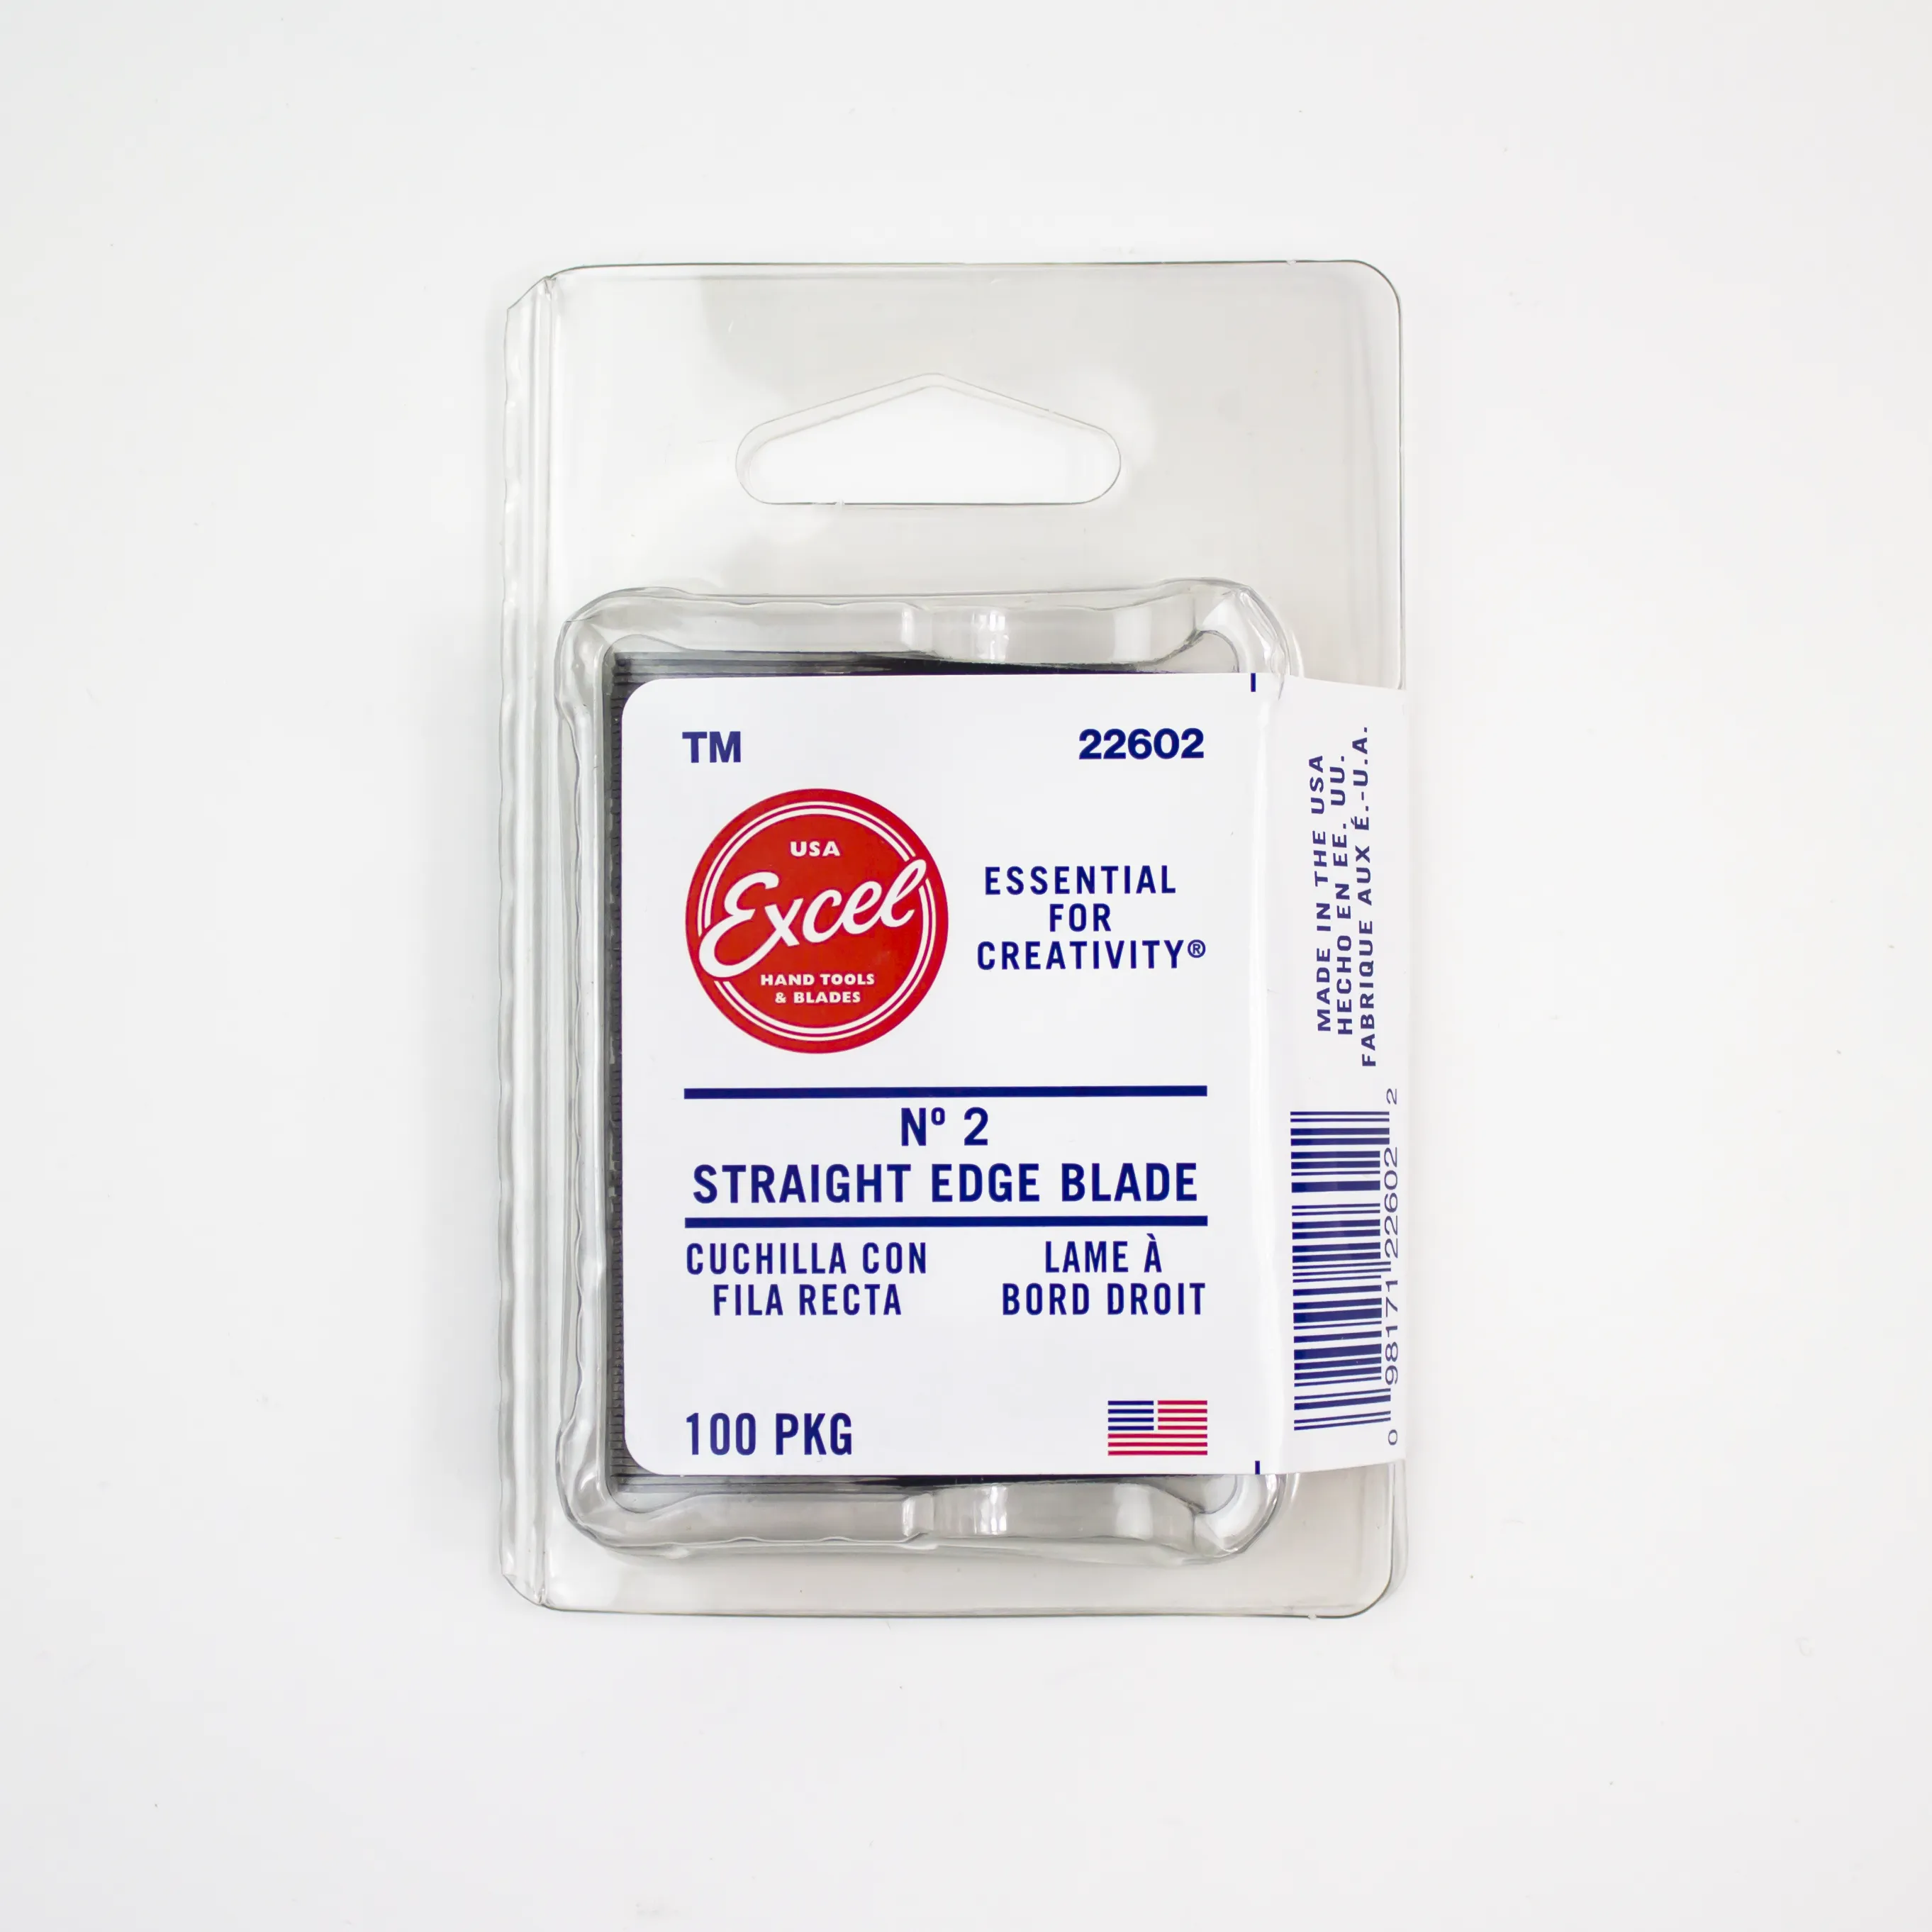 TM
22602
USA
Excel
HAND TOOLS
& BLADES
ESSENTIAL
FOR
CREATIVITY®
Nº 2
STRAIGHT EDGE BLADE
CUCHILLA CON
FILA RECTA
LAME À
BORD DROIT
100 PKG
MADE IN THE USA
HECHO EN EE. UU.
FABRIQUE AUX É.-U.A.
0 98171 22602 2